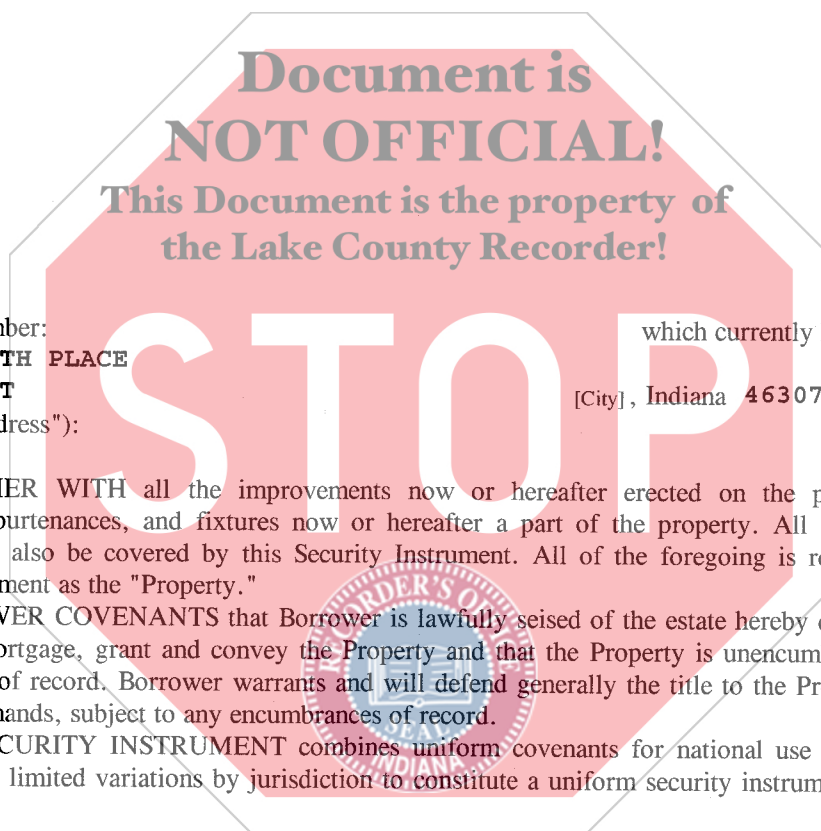 Document is
NOT OFFICIAL!
This Document is the property of
the Lake County Recorder!
STOP
nber: which currently
TH PLACE
T [City], Indiana 46307
dress"):
IER WITH all the improvements now or hereafter erected on the p
purtenances, and fixtures now or hereafter a part of the property. All
also be covered by this Security Instrument. All of the foregoing is re
ment as the "Property."
WER COVENANTS that Borrower is lawfully seised of the estate hereby
ortgage, grant and convey the Property and that the Property is unencum
of record. Borrower warrants and will defend generally the title to the Pr
nands, subject to any encumbrances of record.
CURITY INSTRUMENT combines uniform covenants for national use
limited variations by jurisdiction to constitute a uniform security instrum
RECORDER'S OFFICE
SEAL
INDIANA